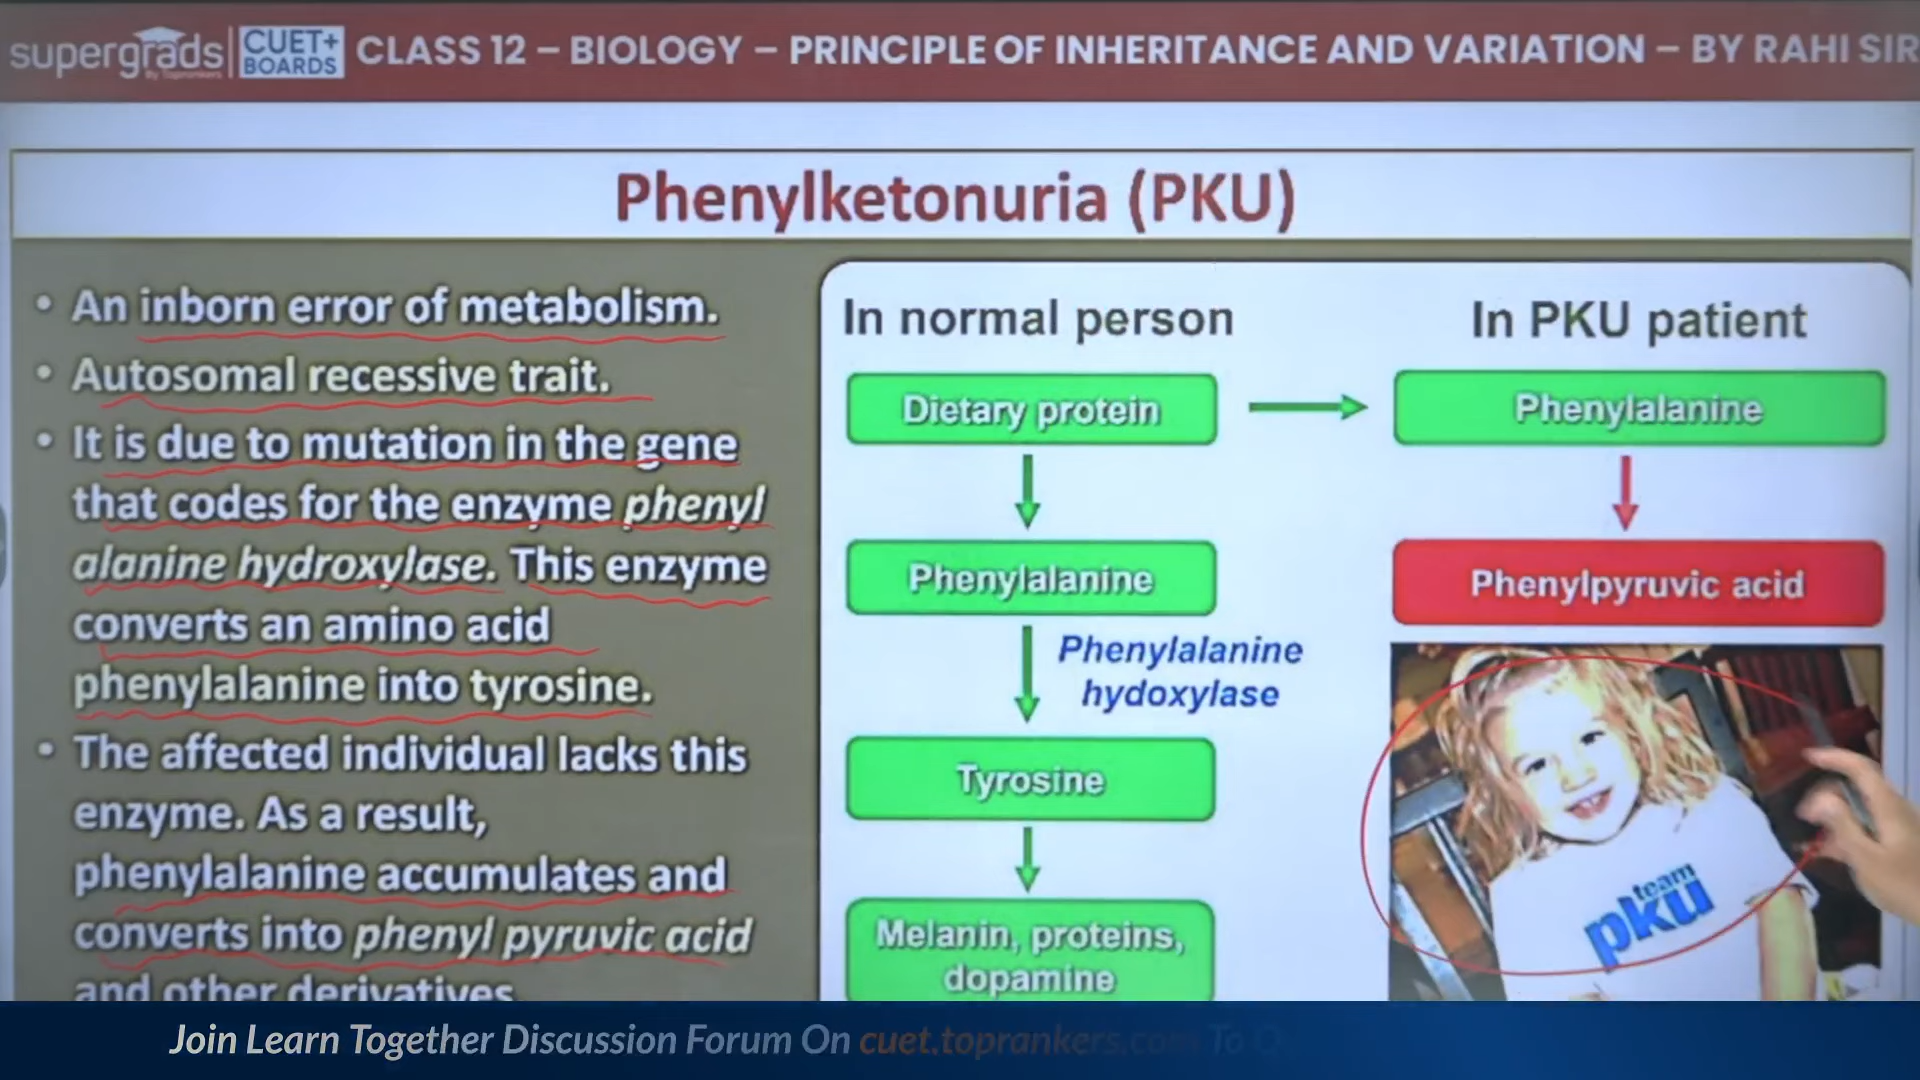 supergrads
By Toprankers
CUET+
BOARDS
CLASS 12 – BIOLOGY – PRINCIPLE OF INHERITANCE AND VARIATION – BY RAHI SIR
Phenylketonuria (PKU)
• An inborn error of metabolism.
• Autosomal recessive trait.
• It is due to mutation in the gene
that codes for the enzyme phenyl
alanine hydroxylase. This enzyme
converts an amino acid
phenylalanine into tyrosine.
• The affected individual lacks this
enzyme. As a result,
phenylalanine accumulates and
converts into phenyl pyruvic acid
and other derivatives
In normal person
Dietary protein
Phenylalanine
Phenylalanine
hydoxylase
Tyrosine
Melanin, proteins,
dopamine
In PKU patient
Phenylalanine
Phenylpyruvic acid
team
pku
Join Learn Together Discussion Forum On cuet.toprankers.com To